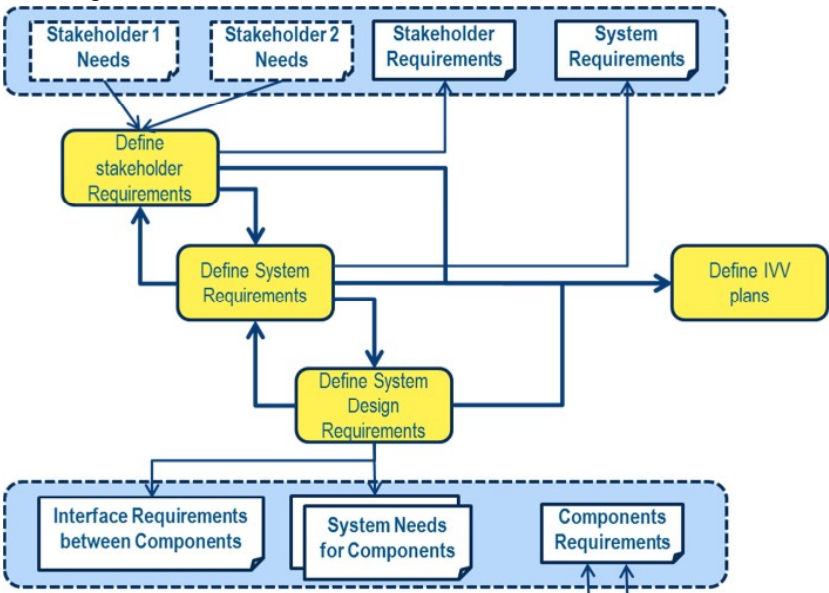 Stakeholder 1
Needs
Stakeholder 2
Needs
Stakeholder
Requirements
System
Requirements
Define
stakeholder
Requirements
Define System
Requirements
Define IVV
plans
Define System
Design
Requirements
Interface Requirements
between Components
System Needs
for Components
Components
Requirements